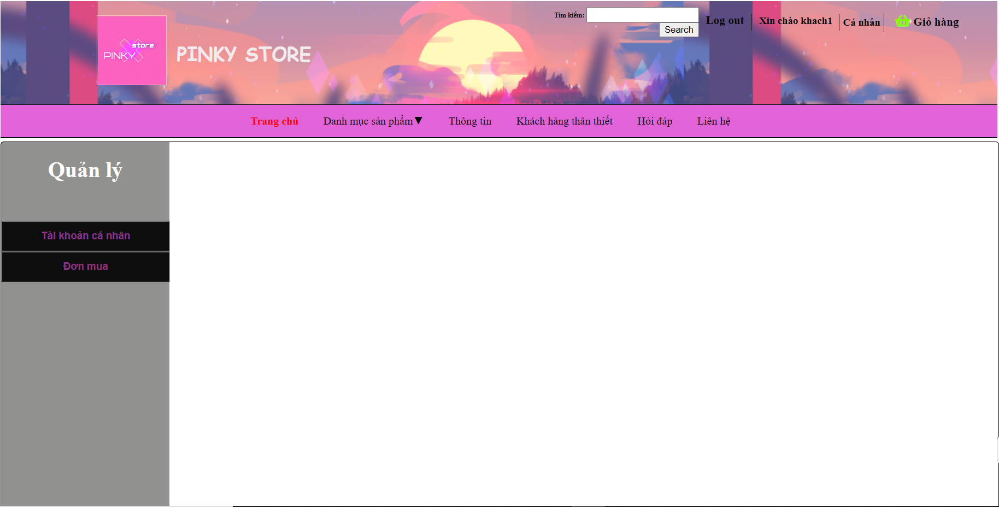 Tìm kiếm:
Search
Log out
Xin chào khach1
Cá nhân
Giỏ hàng
store
PINKY
PINKY STORE
Trang chủ
Danh mục sản phẩm▼
Thông tin
Khách hàng thân thiết
Hỏi đáp
Liên hệ
Quản lý
Tài khoản cá nhân
Đơn mua